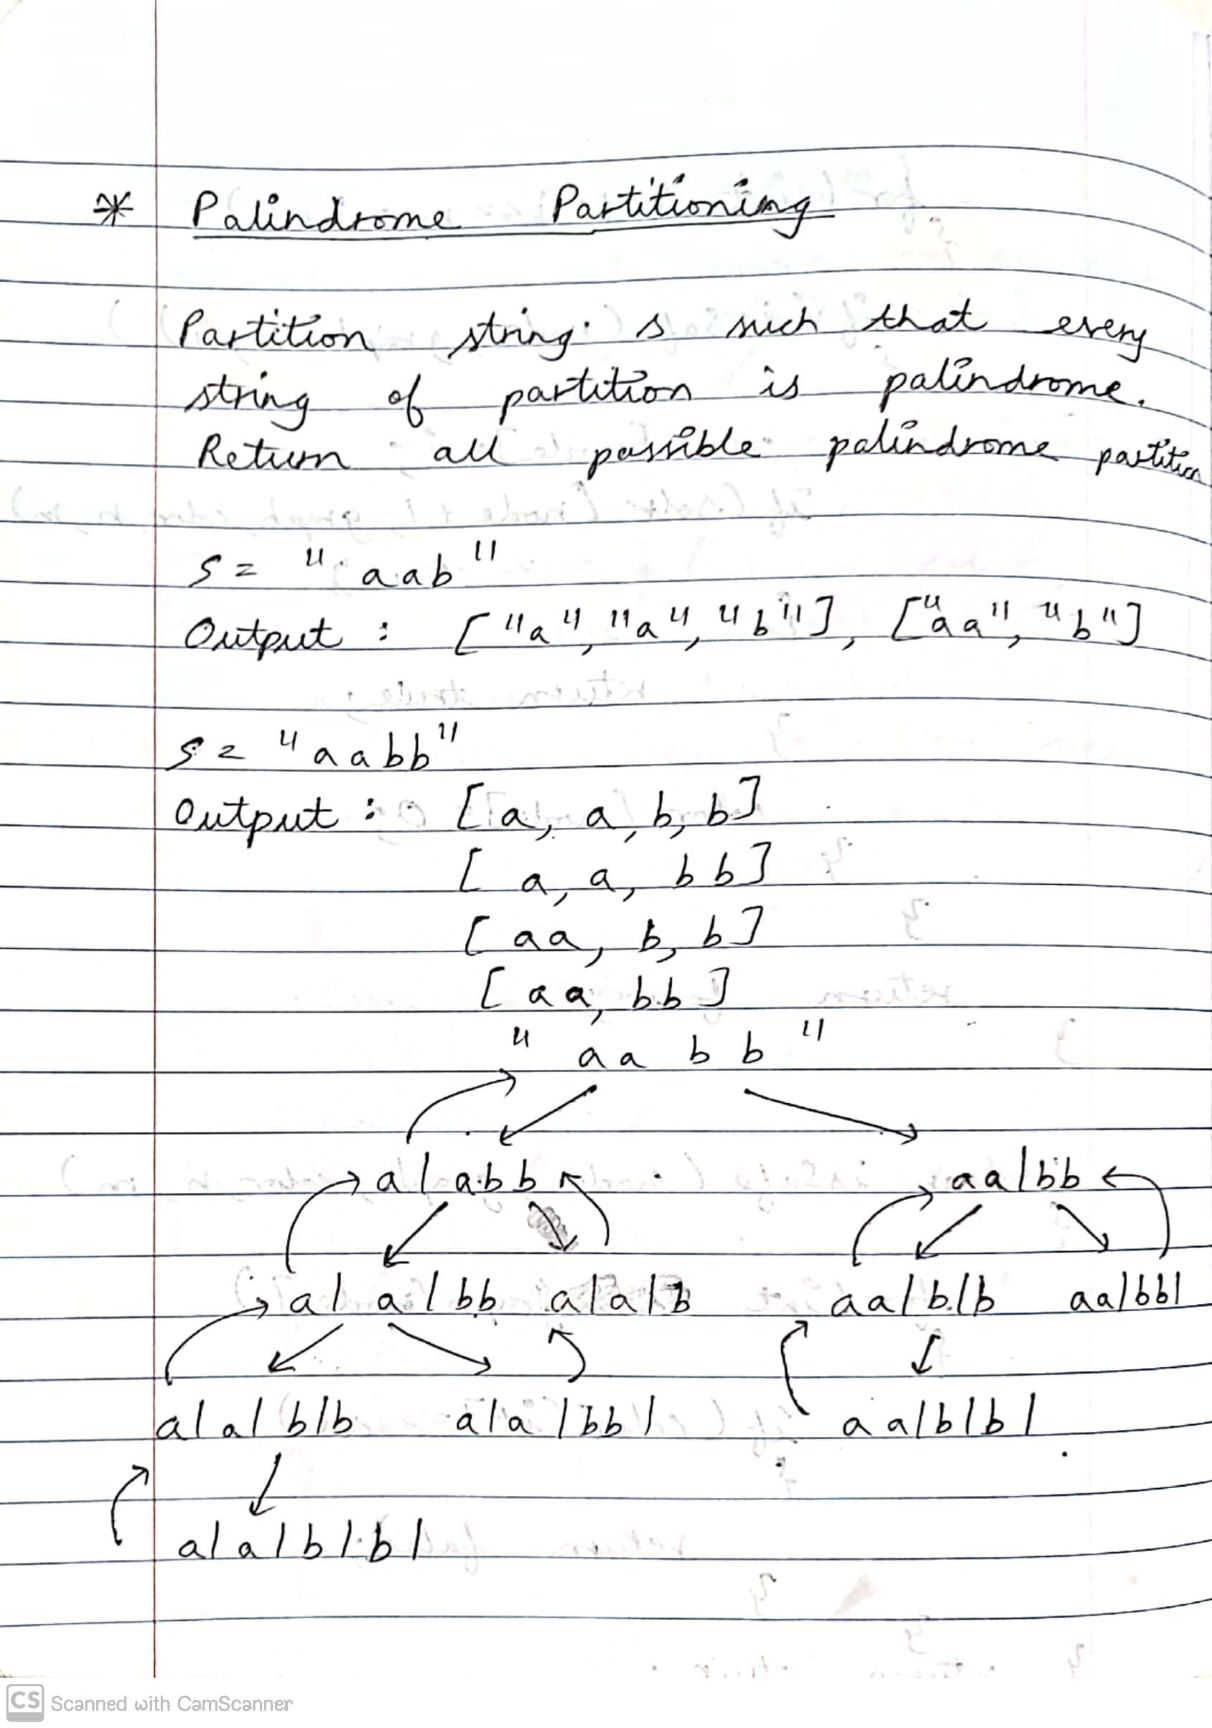 * Palindrome Partitioning
Partition string s such that every
string of partition is palindrome.
Return all possible palindrome partition
s = "aab"
Output : ["a", "a", "b"], ["aa", "b"]
s = "aabb"
Output : [a, a, b, b]
[a, a, bb]
[aa, b, b]
[aa, bb]
"aabb"
a|abb aa|bb
a|a|bb a|a|b aa|b|b aa|bb|
a|a|b|b a|a|bb| aa|b|b|
a|a|b|b|
CS Scanned with CamScanner